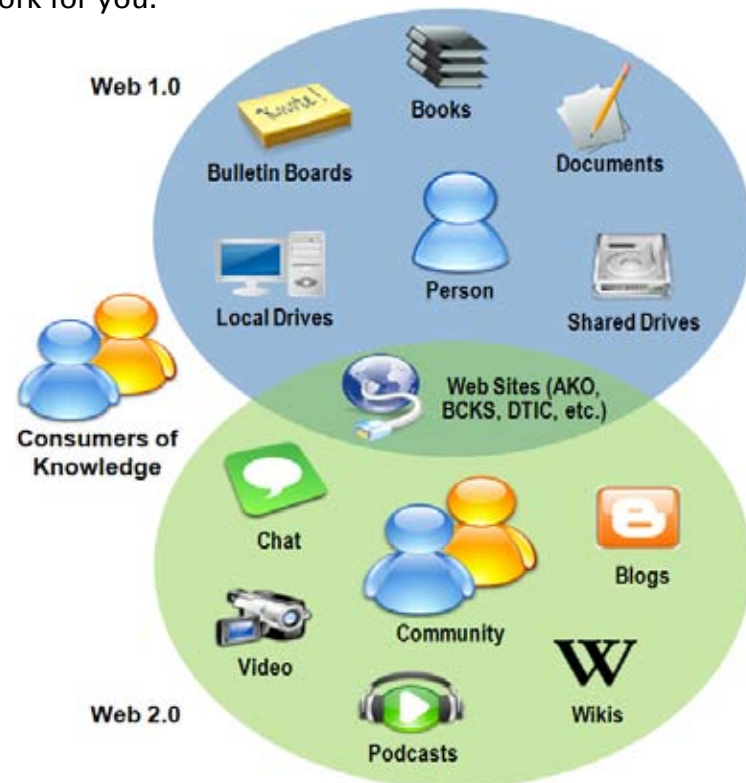 ork for you.
Web 1.0
Books
Bulletin Boards
Documents
Local Drives
Person
Shared Drives
Web Sites (AKO,
BCKS, DTIC, etc.)
Consumers of
Knowledge
Chat
Community
Blogs
Video
Web 2.0
Podcasts
W
Wikis